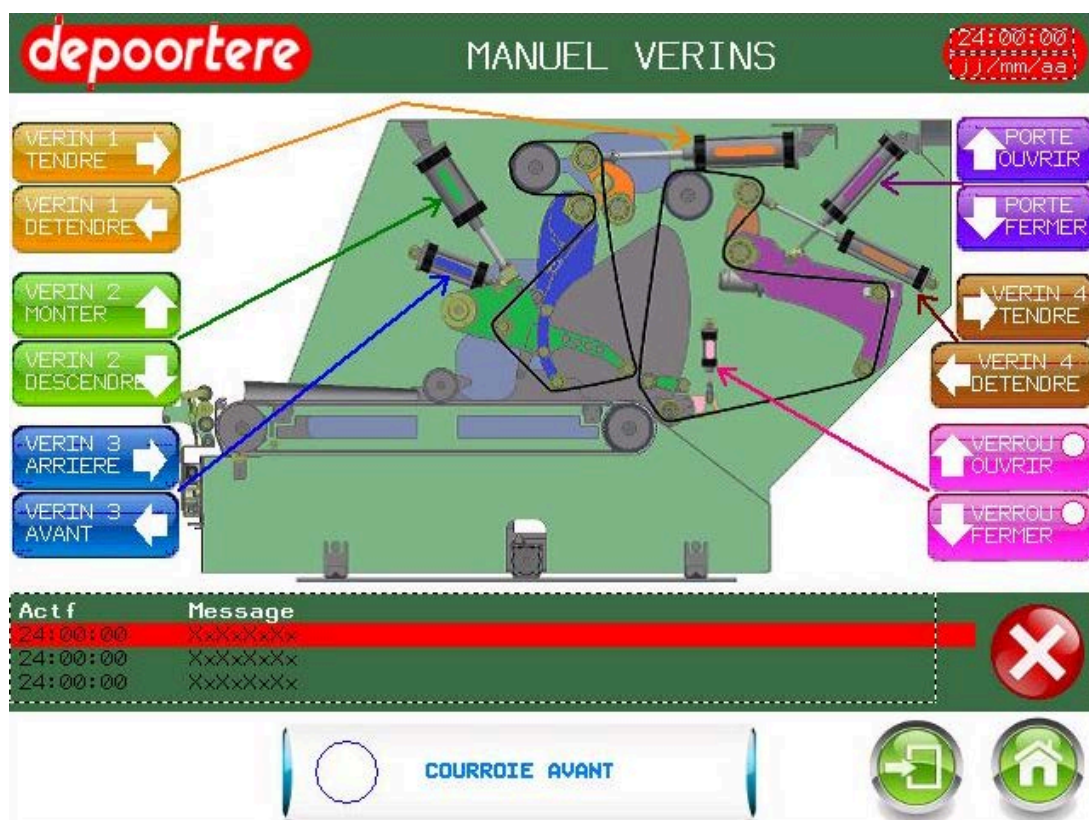 depoortere
MANUEL VERINS
24:00:00
jj/mm/aa
VERIN 1
TENDRE
VERIN 1
DETENDRE
VERIN 2
MONTER
VERIN 2
DESCENDRE
VERIN 3
ARRIERE
VERIN 3
AVANT
PORTE
OUVRIR
PORTE
FERMER
VERIN 4
TENDRE
VERIN 4
DETENDRE
VERROU
OUVRIR
VERROU
FERMER
Actf Message
24:00:00 XxXxXxXx
24:00:00 XxXxXxXx
24:00:00 XxXxXxXx
COURROIE AVANT